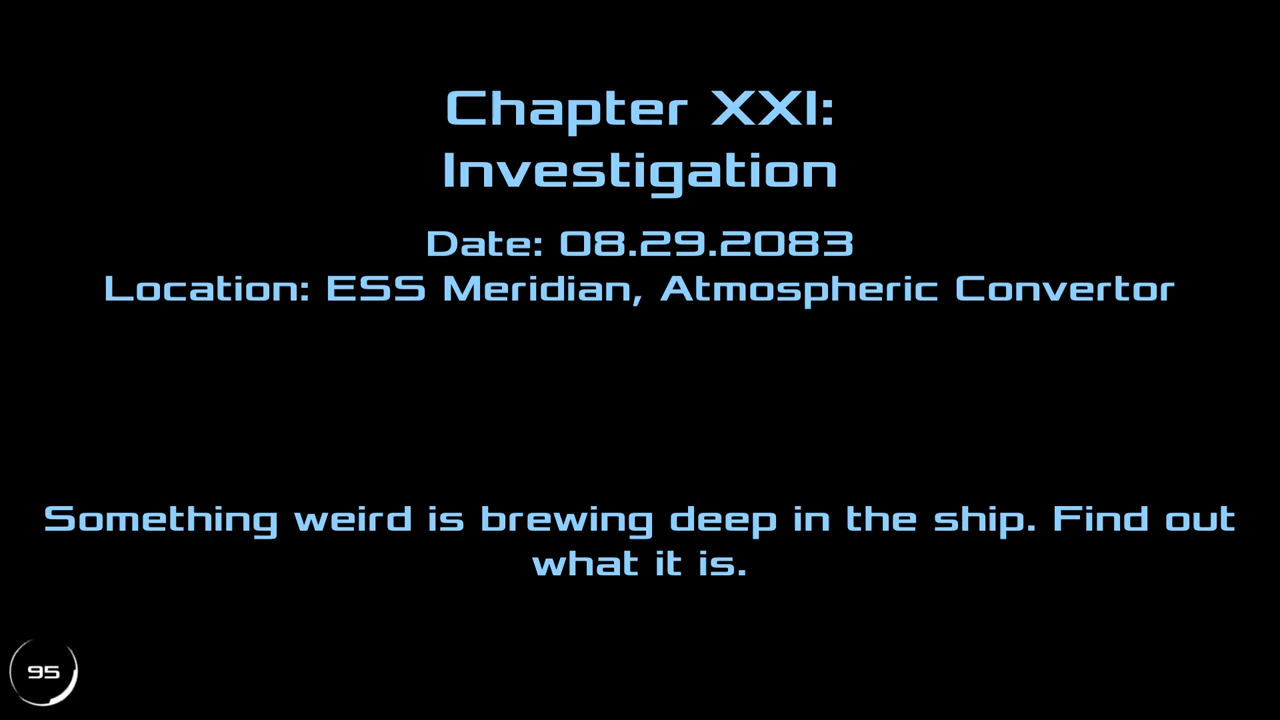 Chapter XXI:
Investigation
Date: 08.29.2083
Location: ESS Meridian, Atmospheric Convertor
Something weird is brewing deep in the ship. Find out
what it is.
95